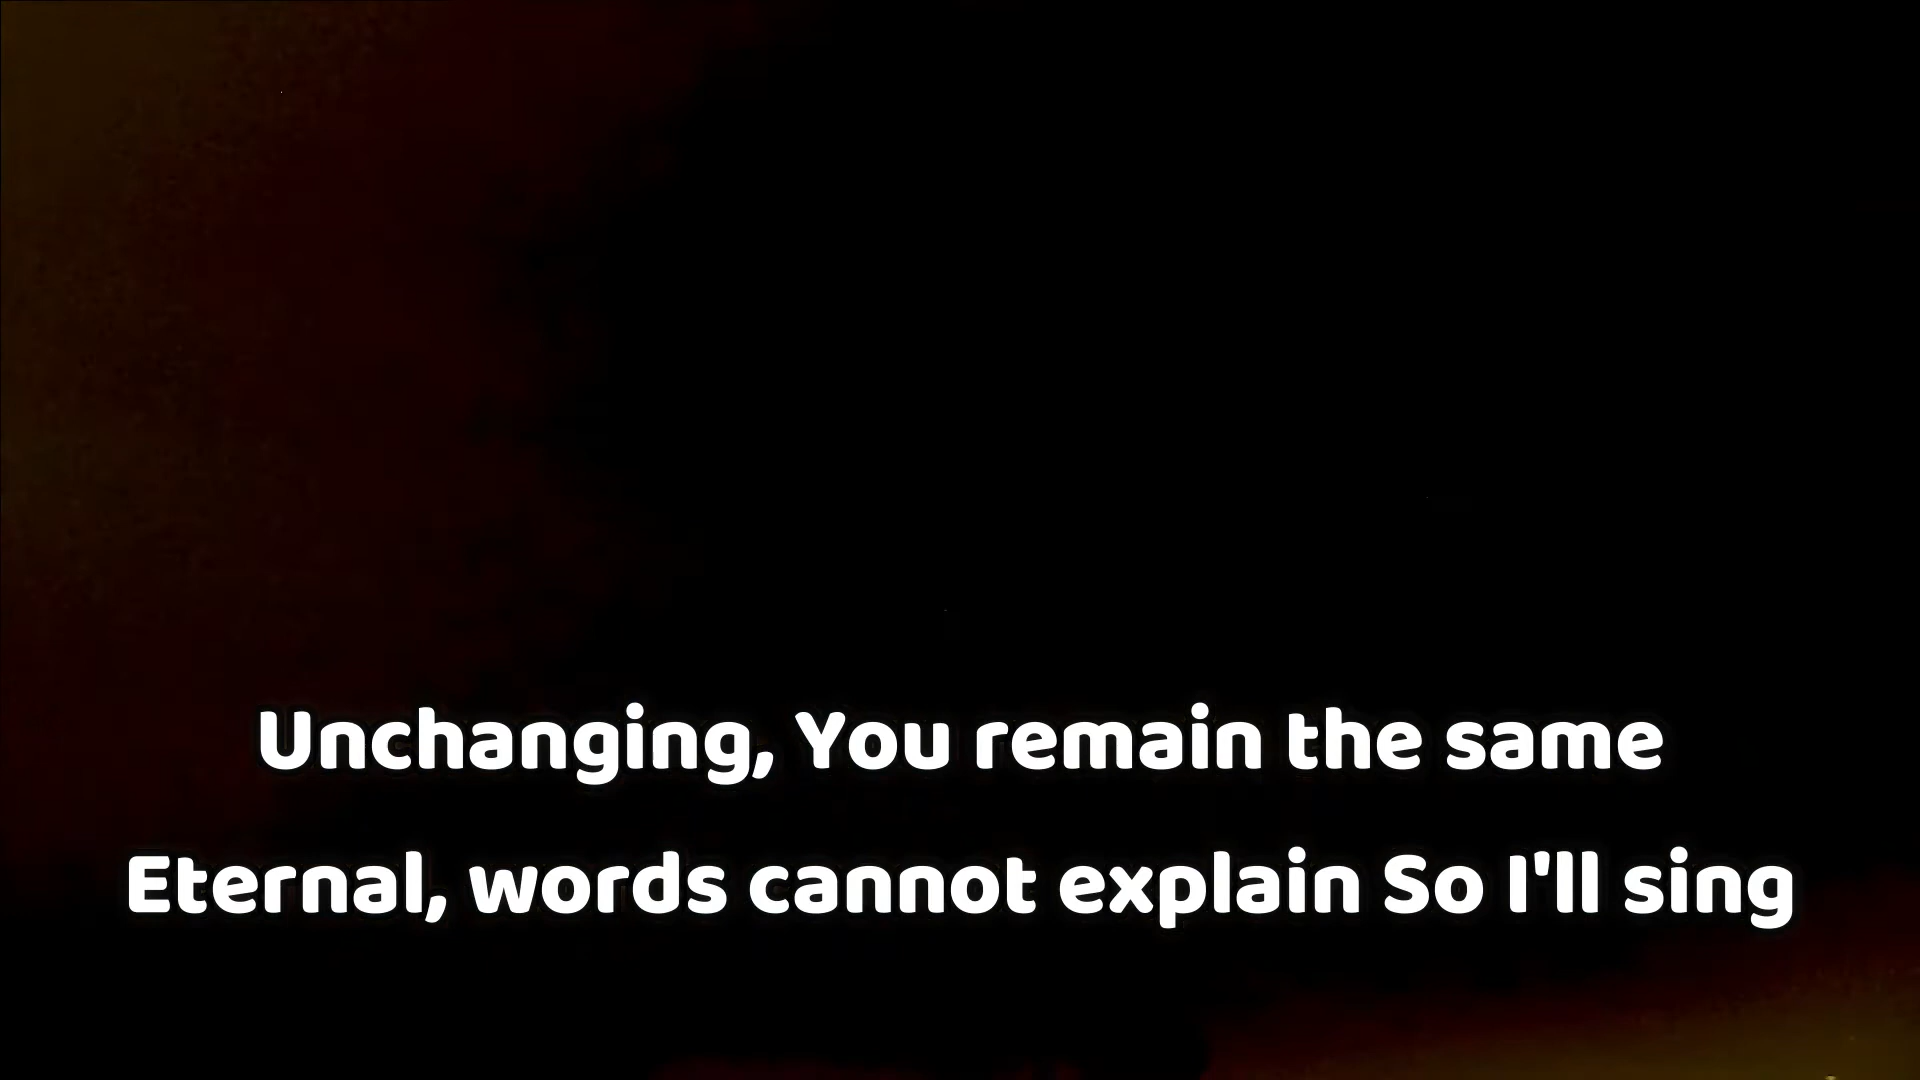 Unchanging, You remain the same
Eternal, words cannot explain So I'll sing